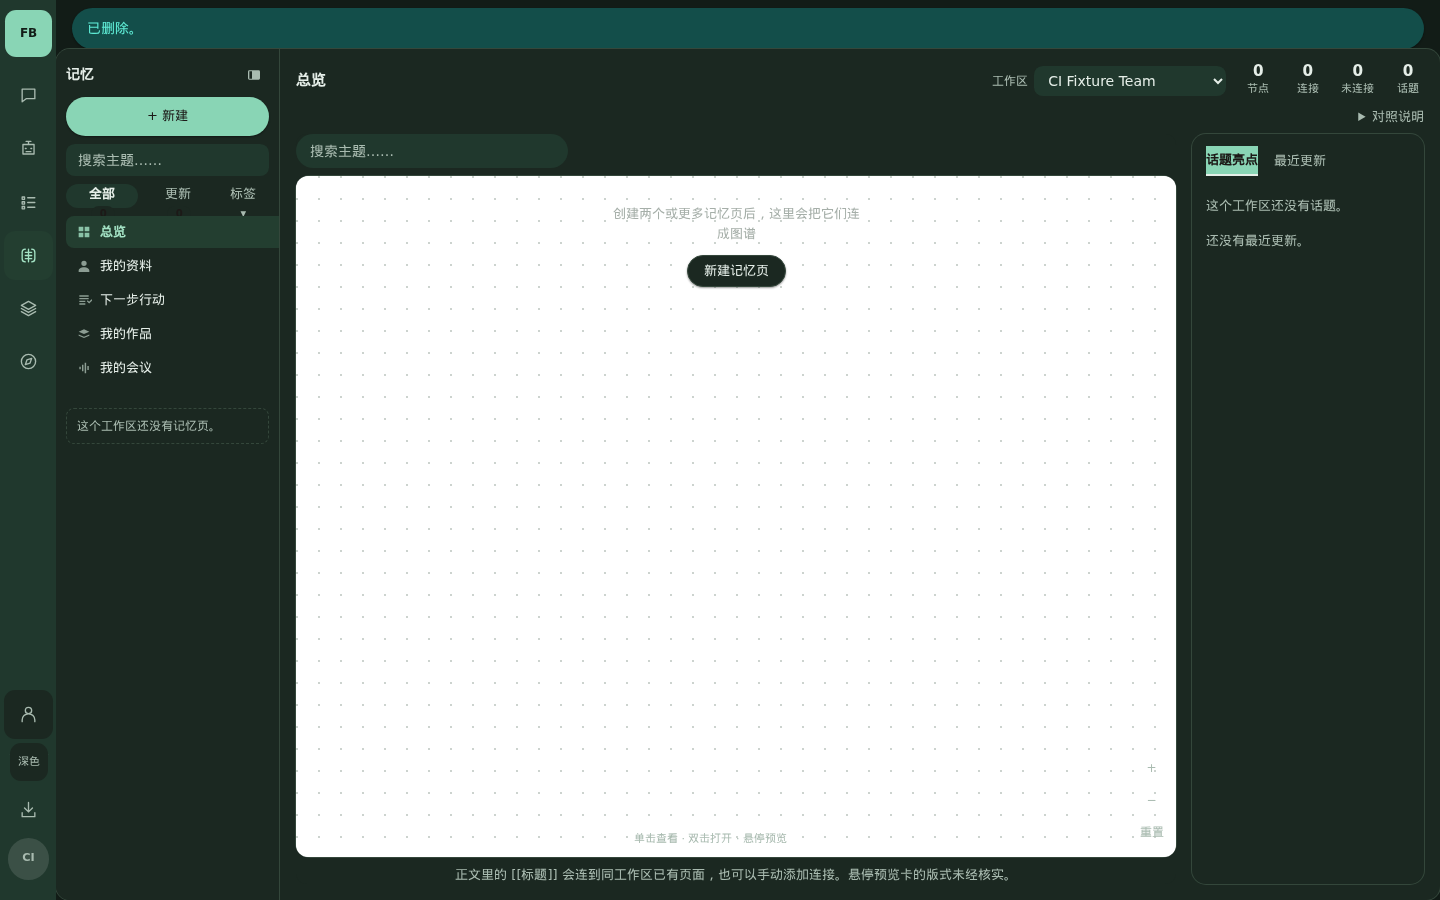 FB
已删除。
记忆
+ 新建
搜索主题……
全部
更新
标签
0
0
▼
总览
我的资料
下一步行动
我的作品
我的会议
这个工作区还没有记忆页。
深色
CI
总览
工作区
CI Fixture Team
0
节点
0
连接
0
未连接
0
话题
▶ 对照说明
搜索主题……
创建两个或更多记忆页后，这里会把它们连
成图谱
新建记忆页
+
−
重置
单击查看 · 双击打开 · 悬停预览
正文里的 [[标题]] 会连到同工作区已有页面，也可以手动添加连接。悬停预览卡的版式未经核实。
话题亮点
最近更新
这个工作区还没有话题。
还没有最近更新。